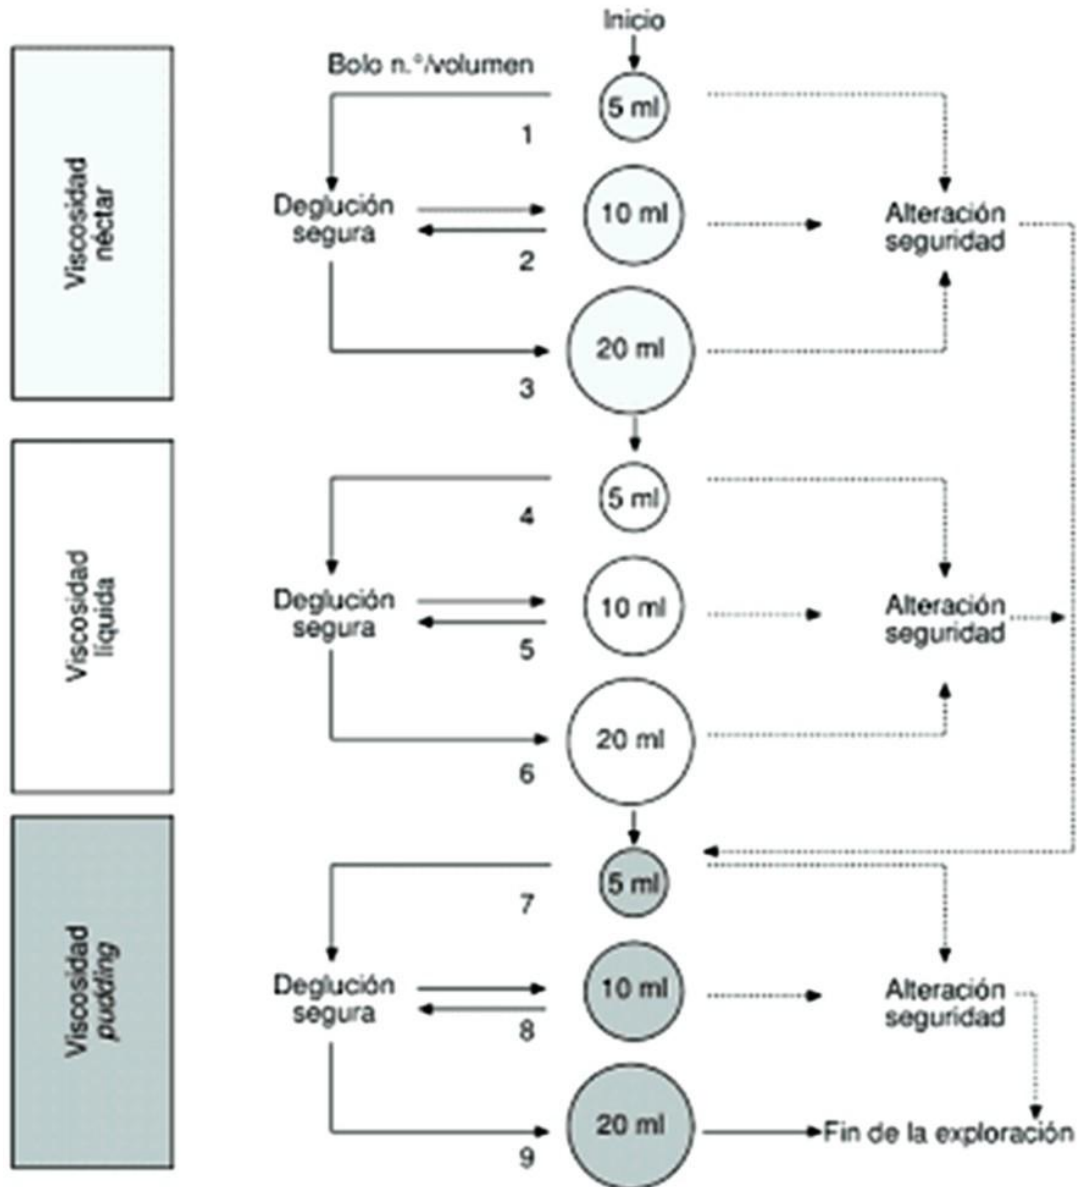 Inicio
Bolo n.º/volumen
5 ml
1
Viscosidad
néctar
Deglución
segura
10 ml
2
Alteración
seguridad
20 ml
3
5 ml
4
Viscosidad
líquida
Deglución
segura
10 ml
5
Alteración
seguridad
20 ml
6
5 ml
7
Viscosidad
pudding
Deglución
segura
10 ml
8
Alteración
seguridad
20 ml
9
Fin de la exploración